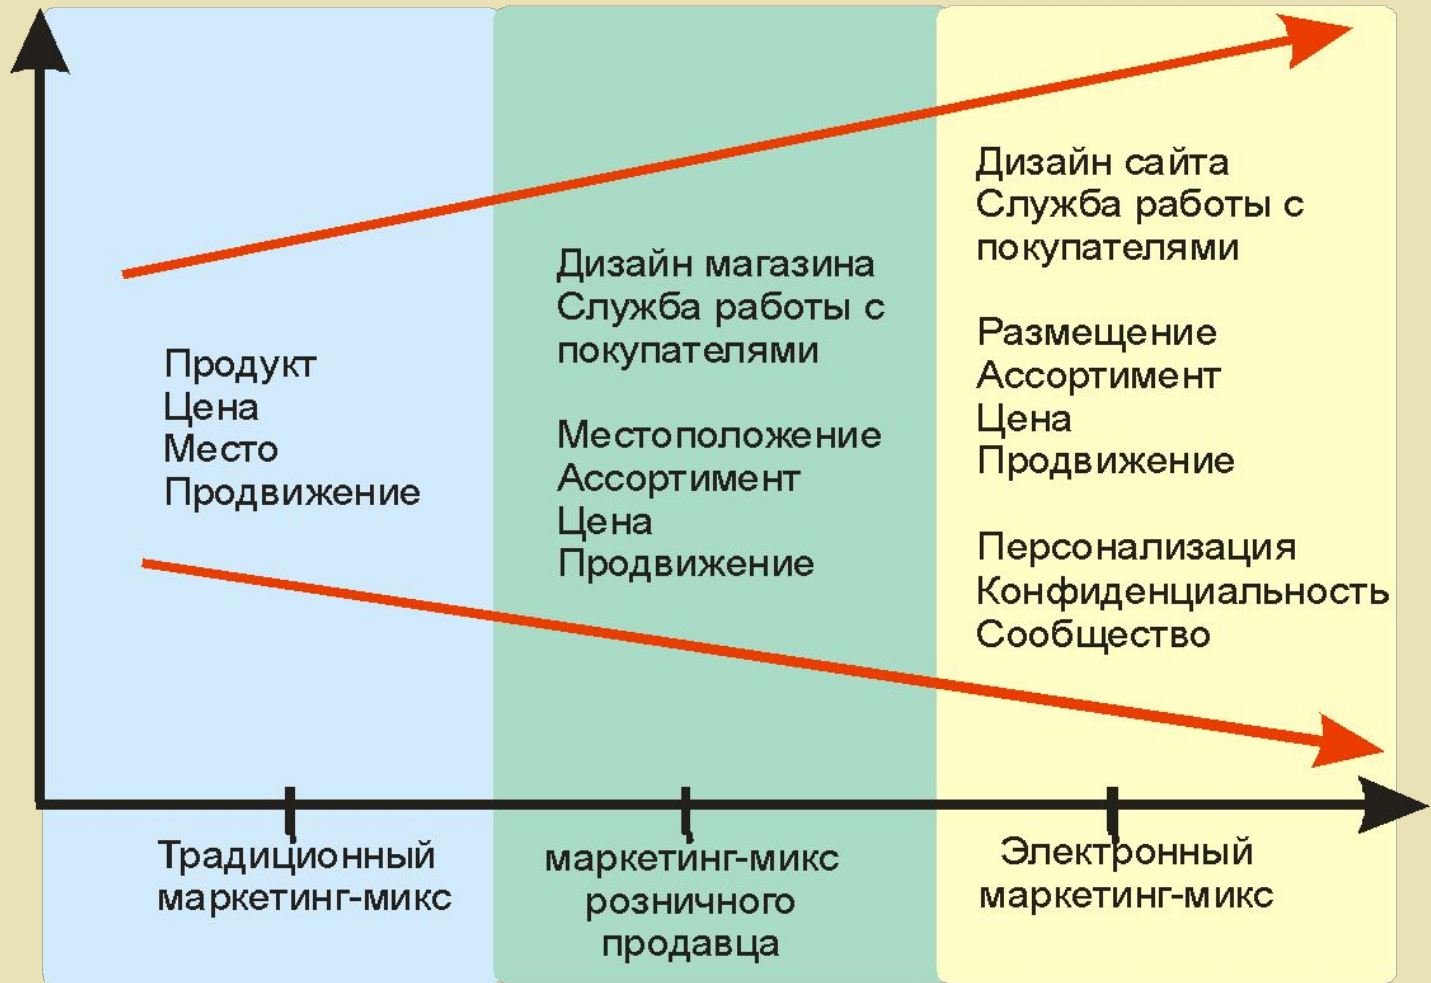 Продукт
Цена
Место
Продвижение
Дизайн магазина
Служба работы с
покупателями
Местоположение
Ассортимент
Цена
Продвижение
Дизайн сайта
Служба работы с
покупателями
Размещение
Ассортимент
Цена
Продвижение
Персонализация
Конфиденциальность
Сообщество
Традиционный
маркетинг-микс
маркетинг-микс
розничного
продавца
Электронный
маркетинг-микс